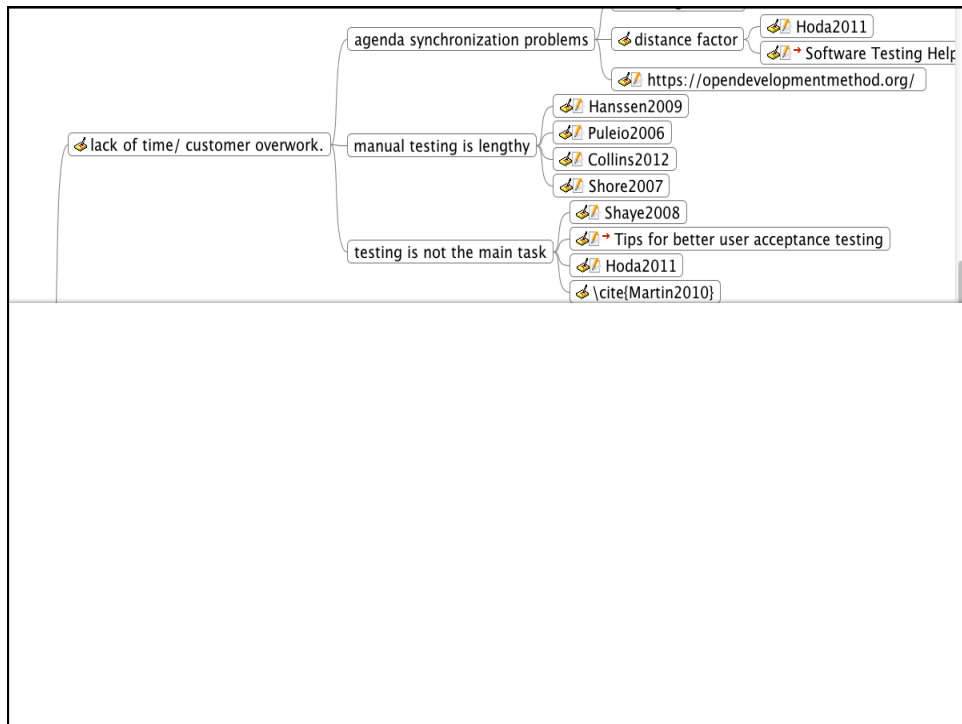 agenda synchronization problems
distance factor
Hoda2011
Software Testing Help
https://opendevelopmentmethod.org/
lack of time/ customer overwork.
manual testing is lengthy
Hanssen2009
Puleio2006
Collins2012
Shore2007
testing is not the main task
Shaye2008
Tips for better user acceptance testing
Hoda2011
\cite{Martin2010}